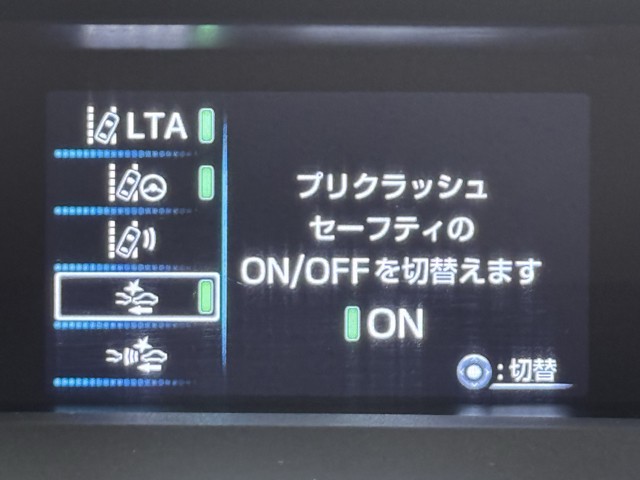 LTA
プリクラッシュ
セーフティの
ON/OFFを切替えます
ON
:切替